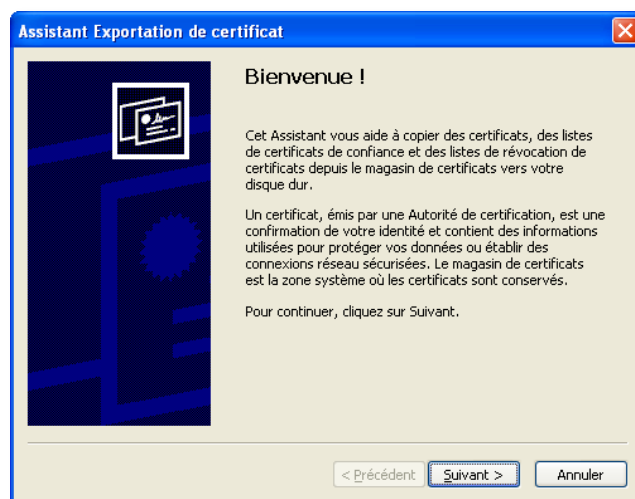 Assistant Exportation de certificat
Bienvenue !
Cet Assistant vous aide à copier des certificats, des listes
de certificats de confiance et des listes de révocation de
certificats depuis le magasin de certificats vers votre
disque dur.
Un certificat, émis par une Autorité de certification, est une
confirmation de votre identité et contient des informations
utilisées pour protéger vos données ou établir des
connexions réseau sécurisées. Le magasin de certificats
est la zone système où les certificats sont conservés.
Pour continuer, cliquez sur Suivant.
< Précédent Suivant > Annuler